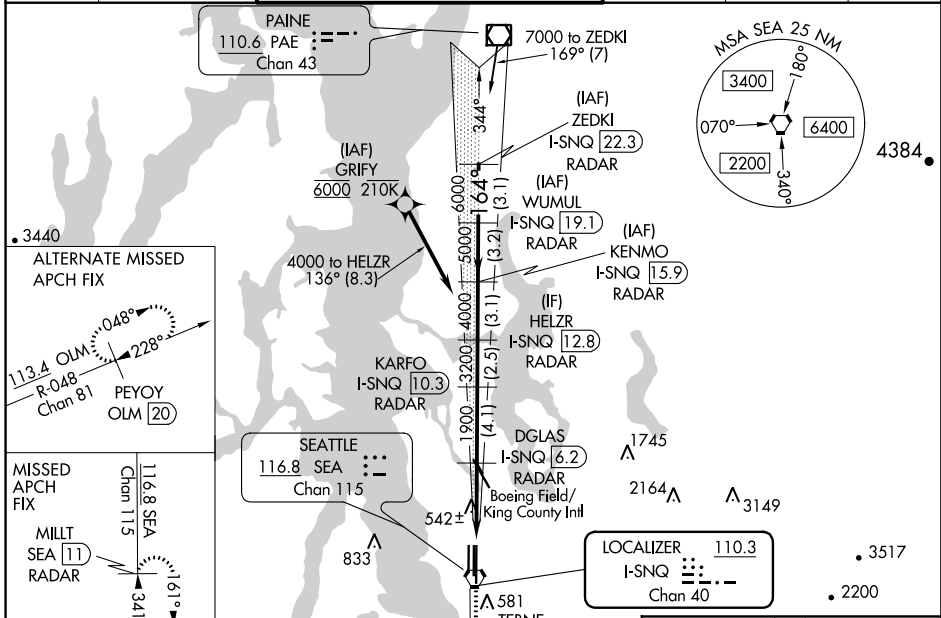 PAINE
110.6 PAE
Chan 43
7000 to ZEDKI
169° (7)
MSA SEA 25 NM
3400
180°
070°
6400
2200
340°
4384
344°
(IAF)
ZEDKI
I-SNQ 22.3
RADAR
(IAF)
GRIFY
6000 210K
6000
164°
(3.1)
(IAF)
WUMUL
I-SNQ 19.1
RADAR
3440
4000 to HELZR
136° (8.3)
5000
(3.2)
(IAF)
KENMO
I-SNQ 15.9
RADAR
ALTERNATE MISSED
APCH FIX
048°
228°
113.4 OLM
R-048
Chan 81
PEYOY
OLM 20
4000
(3.1)
(IF)
HELZR
I-SNQ 12.8
RADAR
KARFO
I-SNQ 10.3
RADAR
3200
(2.5)
1900
(4.1)
DGLAS
I-SNQ 6.2
RADAR
Boeing Field/
King County Intl
SEATTLE
116.8 SEA
Chan 115
1745
2164
3149
542±
833
MISSED
APCH
FIX
116.8 SEA
Chan 115
MILLT
SEA 11
RADAR
161°
341
LOCALIZER 110.3
I-SNQ
Chan 40
3517
2200
581